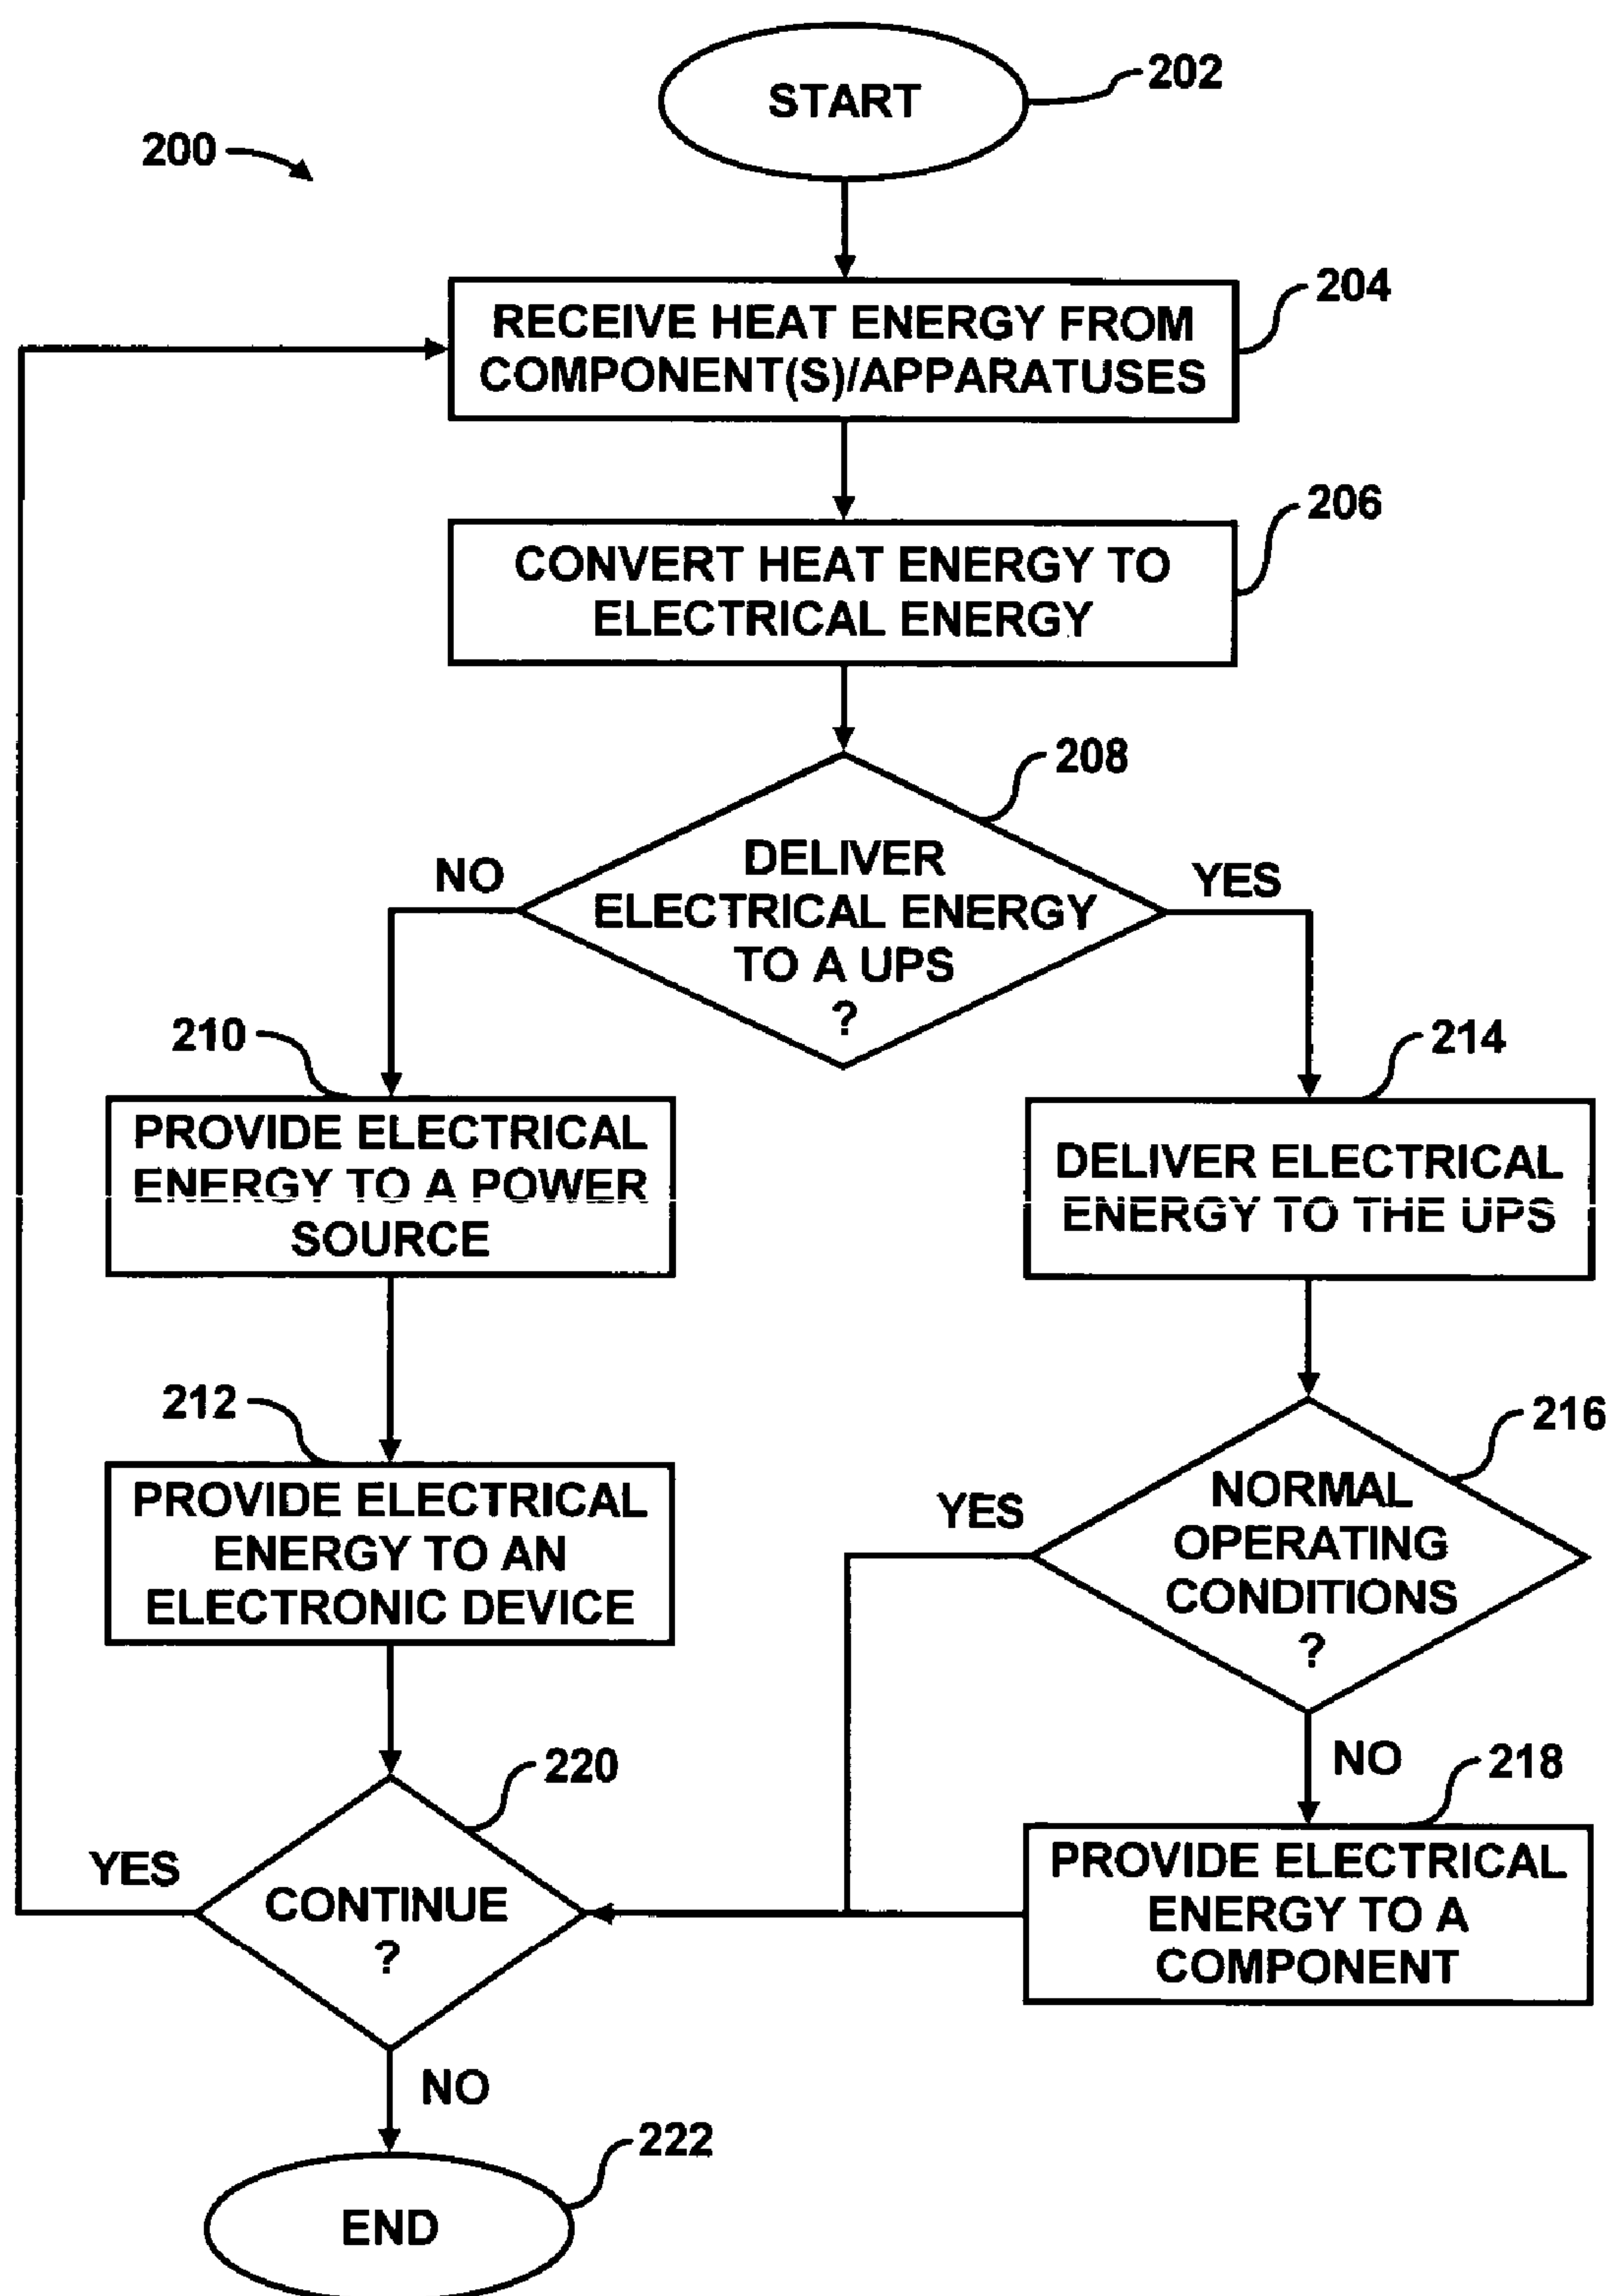 START
202
200
RECEIVE HEAT ENERGY FROM
COMPONENT(S)/APPARATUSES
204
CONVERT HEAT ENERGY TO
ELECTRICAL ENERGY
206
208
DELIVER
ELECTRICAL ENERGY
TO A UPS
?
NO
YES
210
PROVIDE ELECTRICAL
ENERGY TO A POWER
SOURCE
214
DELIVER ELECTRICAL
ENERGY TO THE UPS
212
PROVIDE ELECTRICAL
ENERGY TO AN
ELECTRONIC DEVICE
216
NORMAL
OPERATING
CONDITIONS
?
YES
NO
218
PROVIDE ELECTRICAL
ENERGY TO A
COMPONENT
220
CONTINUE
?
YES
NO
222
END